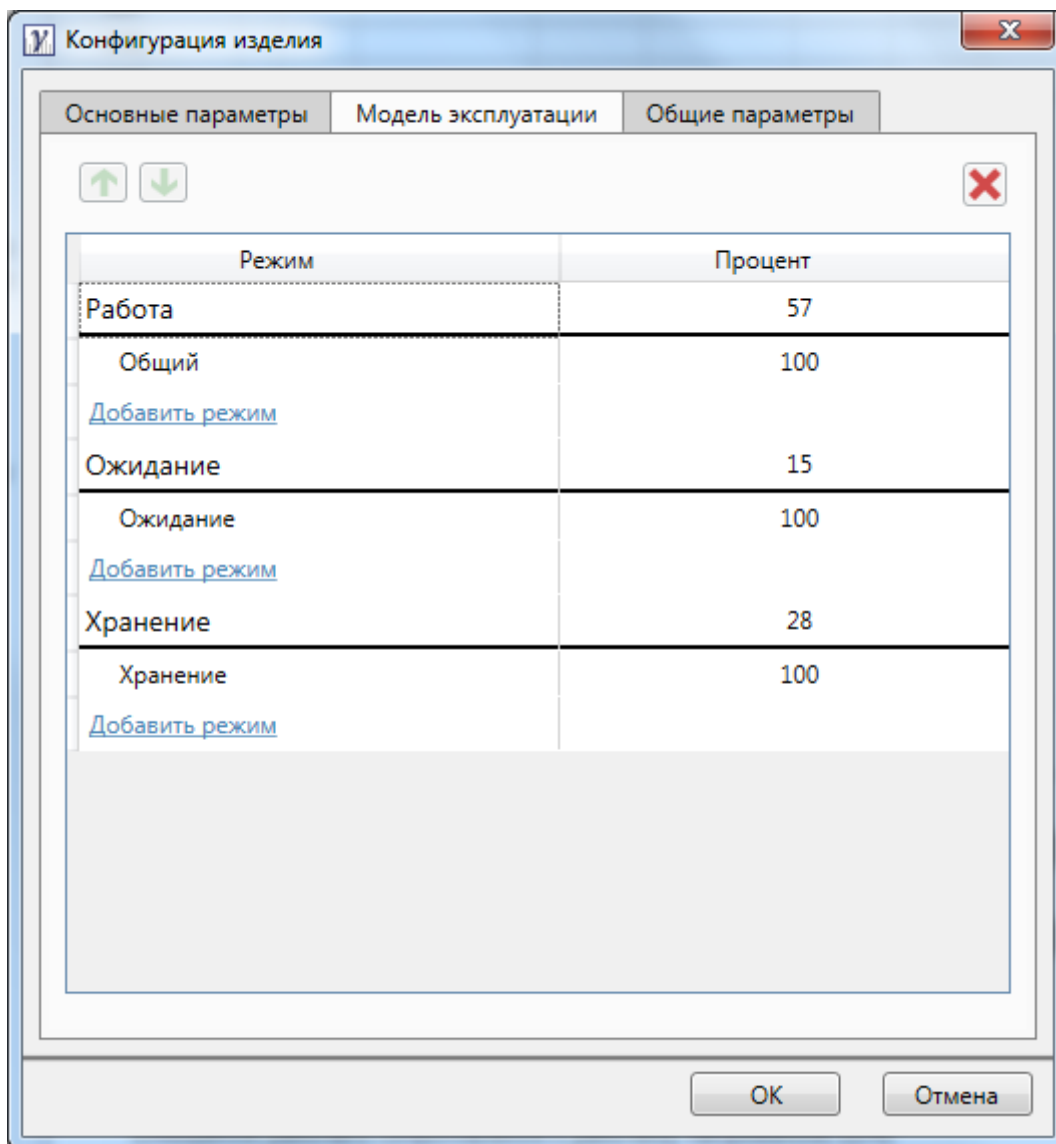 Конфигурация изделия
Основные параметры Модель эксплуатации Общие параметры
Режим Процент
Работа 57
Общий 100
Добавить режим
Ожидание 15
Ожидание 100
Добавить режим
Хранение 28
Хранение 100
Добавить режим
ОК Отмена